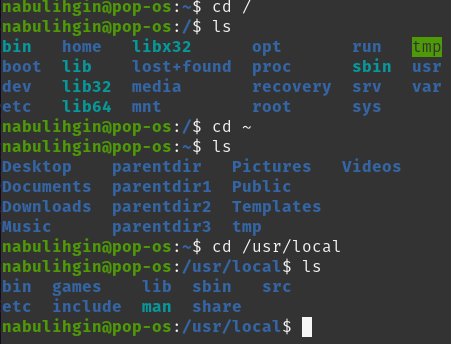 nabulihgin@pop-os:~$ cd /
nabulihgin@pop-os:/$ ls
bin home libx32 opt run tmp
boot lib lost+found proc sbin usr
dev lib32 media recovery srv var
etc lib64 mnt root sys
nabulihgin@pop-os:/$ cd ~
nabulihgin@pop-os:~$ ls
Desktop parentdir Pictures Videos
Documents parentdir1 Public
Downloads parentdir2 Templates
Music parentdir3 tmp
nabulihgin@pop-os:~$ cd /usr/local
nabulihgin@pop-os:/usr/local$ ls
bin games lib sbin src
etc include man share
nabulihgin@pop-os:/usr/local$